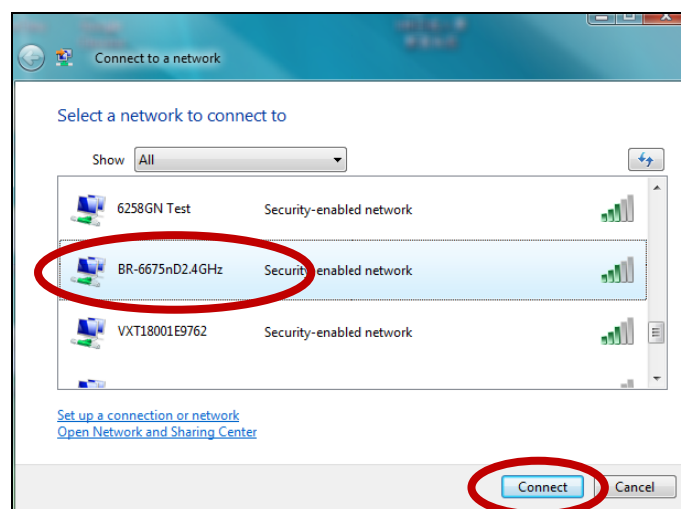 Connect to a network
Select a network to connect to
Show All
6258GN Test Security-enabled network
BR-6675nD2.4GHz Security-enabled network
VXT18001E9762 Security-enabled network
Set up a connection or network
Open Network and Sharing Center
Connect Cancel